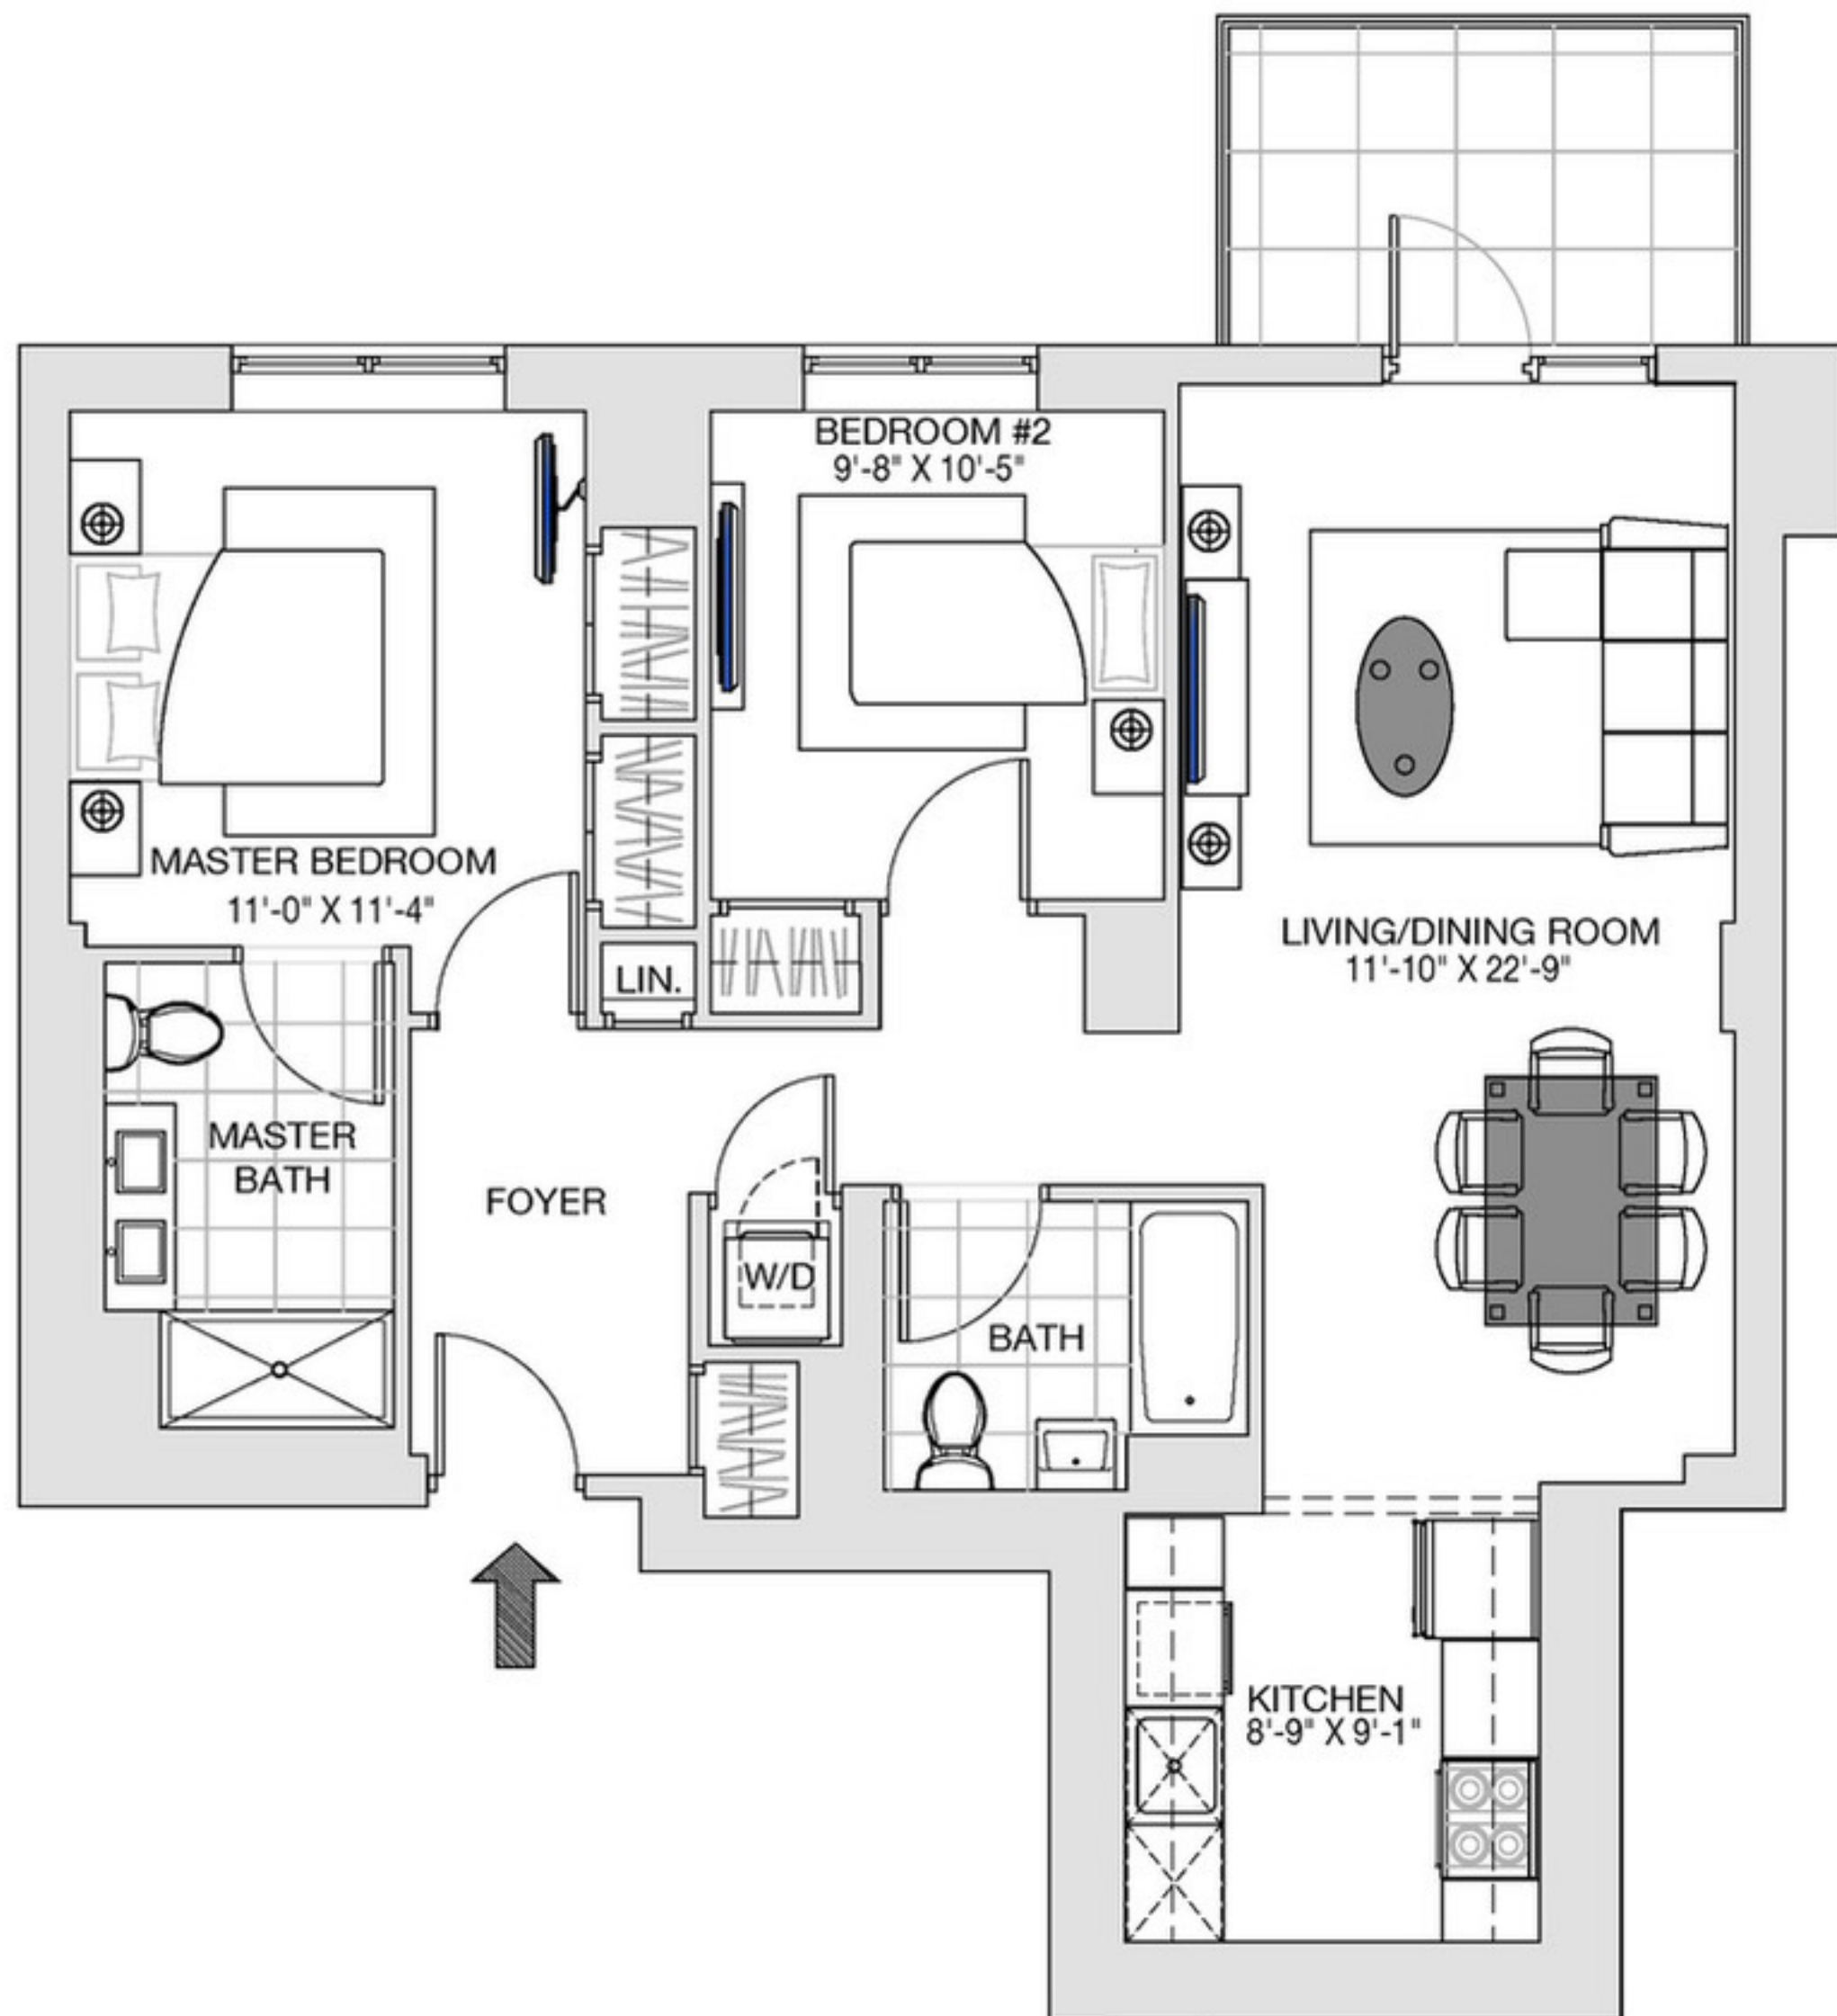 BEDROOM #2
9'-8" X 10'-5"
MASTER BEDROOM
11'-0" X 11'-4"
LIVING/DINING ROOM
11'-10" X 22'-9"
LIN.
MASTER
BATH
FOYER
W/D
BATH
KITCHEN
8'-9" X 9'-1"